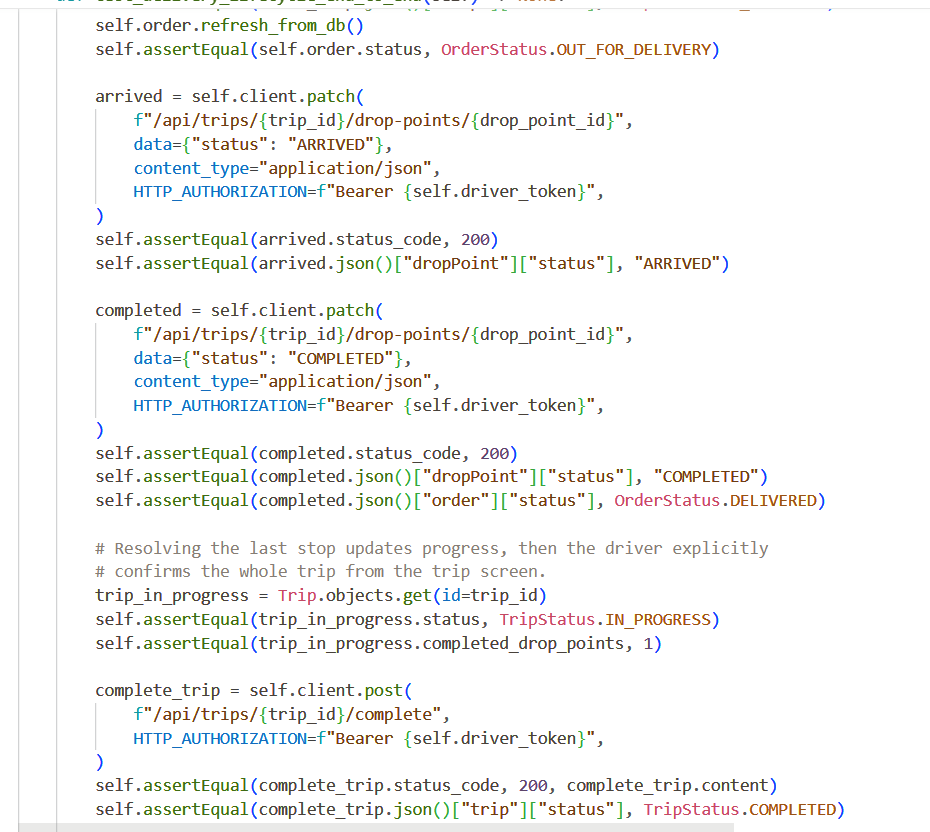 self.order.refresh_from_db()
self.assertEqual(self.order.status, OrderStatus.OUT_FOR_DELIVERY)

arrived = self.client.patch(
    f"/api/trips/{trip_id}/drop-points/{drop_point_id}",
    data={"status": "ARRIVED"},
    content_type="application/json",
    HTTP_AUTHORIZATION=f"Bearer {self.driver_token}",
)
self.assertEqual(arrived.status_code, 200)
self.assertEqual(arrived.json()["dropPoint"]["status"], "ARRIVED")

completed = self.client.patch(
    f"/api/trips/{trip_id}/drop-points/{drop_point_id}",
    data={"status": "COMPLETED"},
    content_type="application/json",
    HTTP_AUTHORIZATION=f"Bearer {self.driver_token}",
)
self.assertEqual(completed.status_code, 200)
self.assertEqual(completed.json()["dropPoint"]["status"], "COMPLETED")
self.assertEqual(completed.json()["order"]["status"], OrderStatus.DELIVERED)

# Resolving the last stop updates progress, then the driver explicitly
# confirms the whole trip from the trip screen.
trip_in_progress = Trip.objects.get(id=trip_id)
self.assertEqual(trip_in_progress.status, TripStatus.IN_PROGRESS)
self.assertEqual(trip_in_progress.completed_drop_points, 1)

complete_trip = self.client.post(
    f"/api/trips/{trip_id}/complete",
    HTTP_AUTHORIZATION=f"Bearer {self.driver_token}",
)
self.assertEqual(complete_trip.status_code, 200, complete_trip.content)
self.assertEqual(complete_trip.json()["trip"]["status"], TripStatus.COMPLETED)